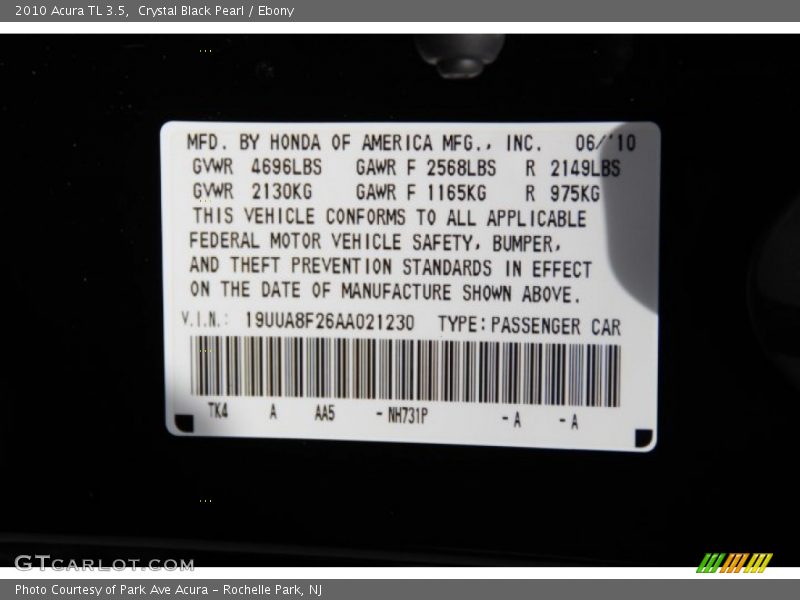 2010 Acura TL 3.5,  Crystal Black Pearl / Ebony
MFD. BY HONDA OF AMERICA MFG., INC. 06/10
GVWR 4696LBS GAWR F 2568LBS R 2149LBS
GVWR 2130KG GAWR F 1165KG R 975KG
THIS VEHICLE CONFORMS TO ALL APPLICABLE
FEDERAL MOTOR VEHICLE SAFETY, BUMPER,
AND THEFT PREVENTION STANDARDS IN EFFECT
ON THE DATE OF MANUFACTURE SHOWN ABOVE.
V.I.N.: 19UUA8F26AA021230 TYPE:PASSENGER CAR
TK4 A AA5 -NH731P -A -A
GTCARLOT.COM
Photo Courtesy of Park Ave Acura - Rochelle Park, NJ